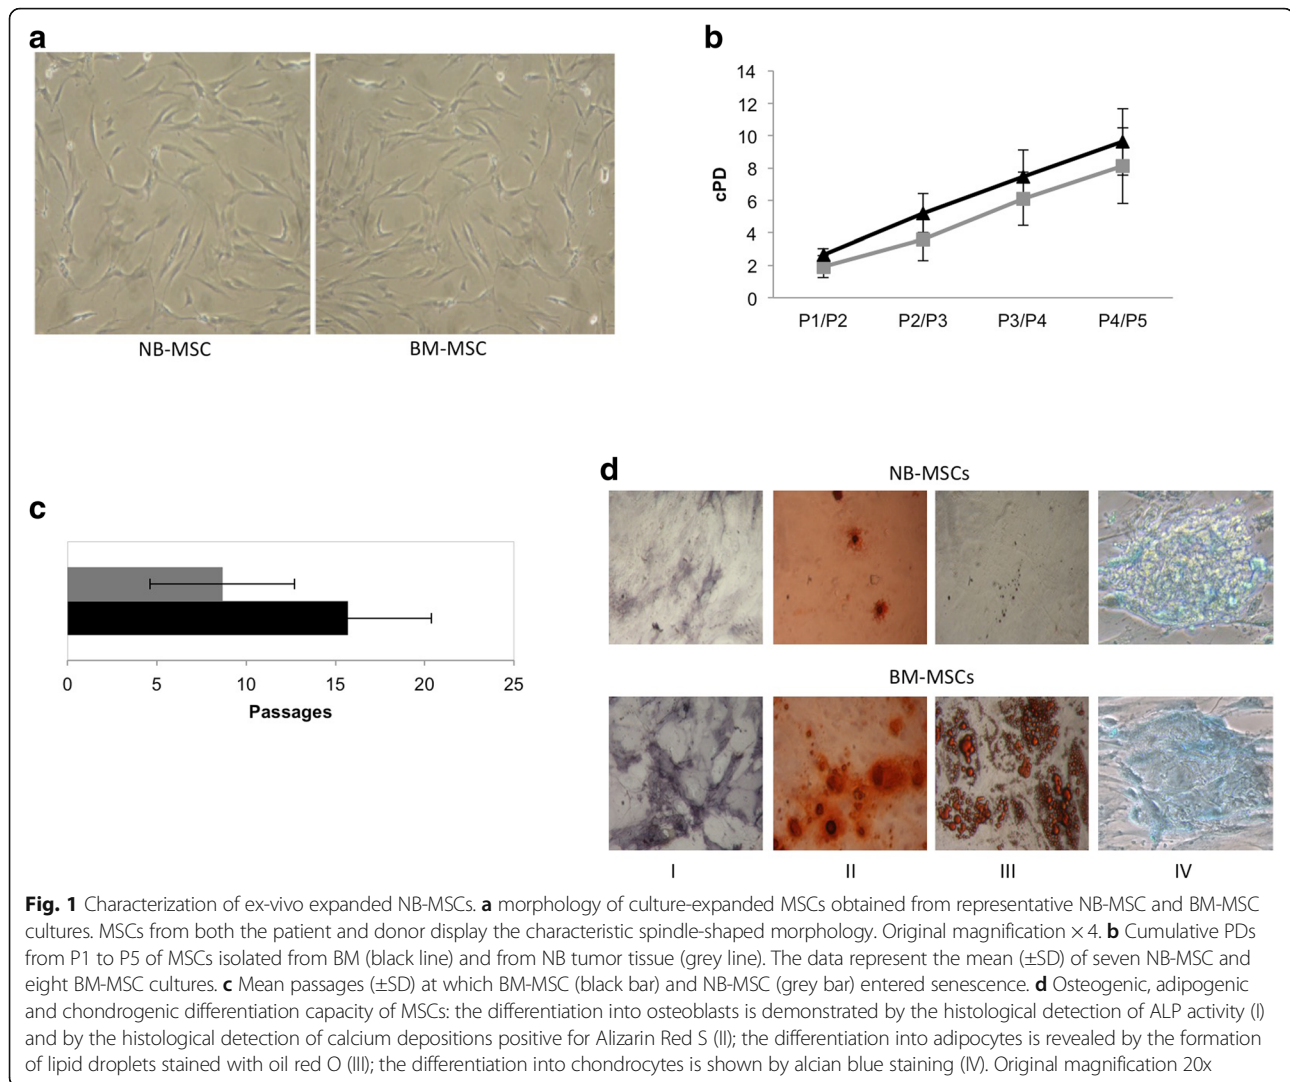 a
NB-MSC
BM-MSC
b
14
12
10
8
6
4
2
0
cPD
P1/P2 P2/P3 P3/P4 P4/P5
c
0 5 10 15 20 25
Passages
d
NB-MSCs
BM-MSCs
I II III IV
Fig. 1 Characterization of ex-vivo expanded NB-MSCs. a morphology of culture-expanded MSCs obtained from representative NB-MSC and BM-MSC
cultures. MSCs from both the patient and donor display the characteristic spindle-shaped morphology. Original magnification × 4. b Cumulative PDs
from P1 to P5 of MSCs isolated from BM (black line) and from NB tumor tissue (grey line). The data represent the mean (±SD) of seven NB-MSC and
eight BM-MSC cultures. c Mean passages (±SD) at which BM-MSC (black bar) and NB-MSC (grey bar) entered senescence. d Osteogenic, adipogenic
and chondrogenic differentiation capacity of MSCs: the differentiation into osteoblasts is demonstrated by the histological detection of ALP activity (I)
and by the histological detection of calcium depositions positive for Alizarin Red S (II); the differentiation into adipocytes is revealed by the formation
of lipid droplets stained with oil red O (III); the differentiation into chondrocytes is shown by alcian blue staining (IV). Original magnification 20x